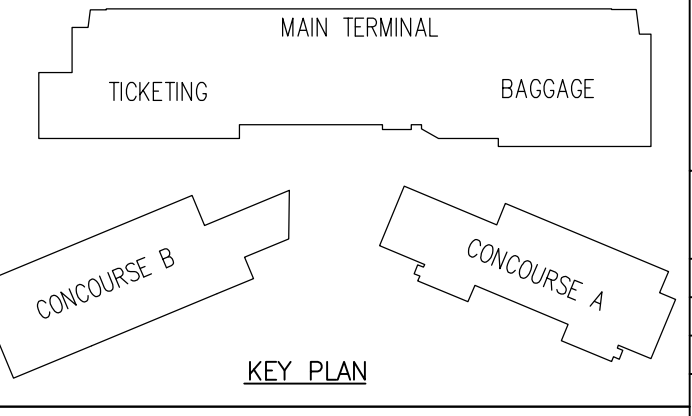 MAIN TERMINAL
TICKETING
BAGGAGE
CONCOURSE B
CONCOURSE A
KEY PLAN